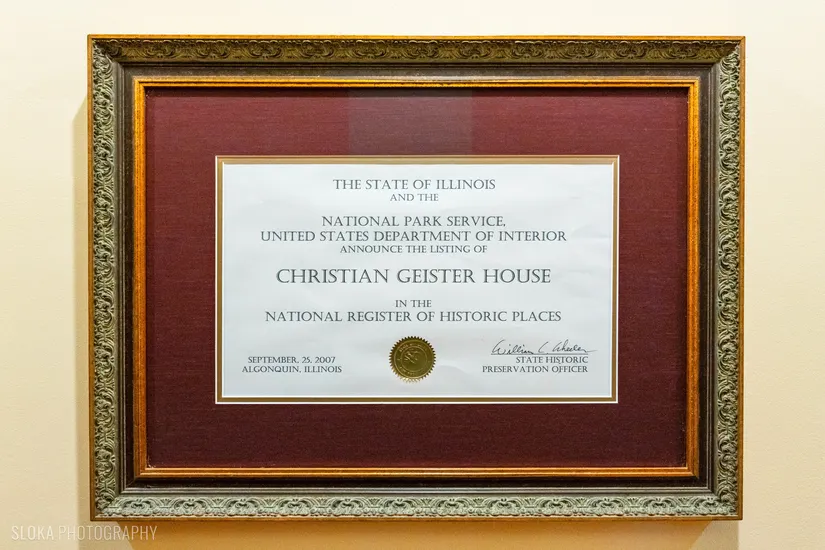 THE STATE OF ILLINOIS
AND THE
NATIONAL PARK SERVICE,
UNITED STATES DEPARTMENT OF INTERIOR
ANNOUNCE THE LISTING OF
CHRISTIAN GEISTER HOUSE
IN THE
NATIONAL REGISTER OF HISTORIC PLACES
SEPTEMBER, 25, 2007
ALGONQUIN, ILLINOIS
William L. Wheeler
STATE HISTORIC
PRESERVATION OFFICER
SLOKA PHOTOGRAPHY